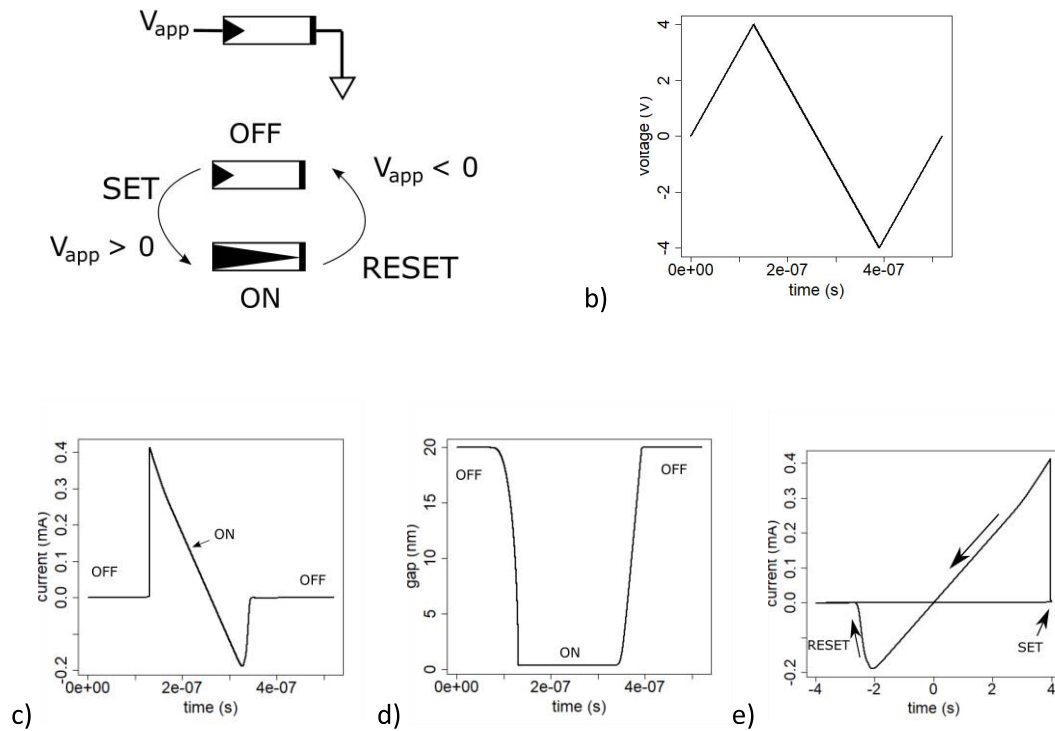 Vapp
OFF
SET
Vapp < 0
Vapp > 0
RESET
ON
b)
voltage (V)
4
2
0
-2
-4
0e+00 2e-07 4e-07
time (s)
c)
current (mA)
0.4
0.3
0.2
0.1
0.0
-0.2
OFF
ON
OFF
0e+00 2e-07 4e-07
time (s)
d)
gap (nm)
20
15
10
5
0
OFF
OFF
ON
0e+00 2e-07 4e-07
time (s)
e)
current (mA)
0.4
0.3
0.2
0.1
0.0
-0.2
RESET
SET
-4 -2 0 2 4
time (s)